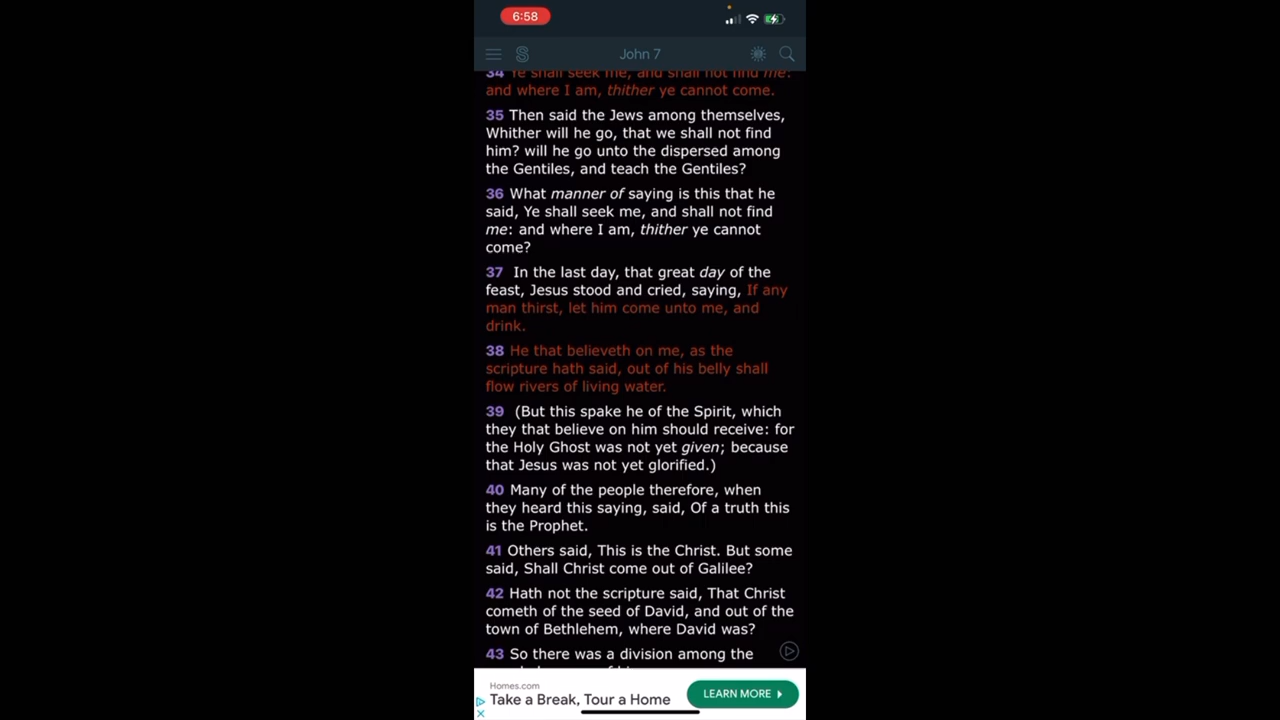 6:58
John 7
34 Ye shall seek me, and shall not find me:
and where I am, thither ye cannot come.
35 Then said the Jews among themselves,
Whither will he go, that we shall not find
him? will he go unto the dispersed among
the Gentiles, and teach the Gentiles?
36 What manner of saying is this that he
said, Ye shall seek me, and shall not find
me: and where I am, thither ye cannot
come?
37 In the last day, that great day of the
feast, Jesus stood and cried, saying, If any
man thirst, let him come unto me, and
drink.
38 He that believeth on me, as the
scripture hath said, out of his belly shall
flow rivers of living water.
39 (But this spake he of the Spirit, which
they that believe on him should receive: for
the Holy Ghost was not yet given; because
that Jesus was not yet glorified.)
40 Many of the people therefore, when
they heard this saying, said, Of a truth this
is the Prophet.
41 Others said, This is the Christ. But some
said, Shall Christ come out of Galilee?
42 Hath not the scripture said, That Christ
cometh of the seed of David, and out of the
town of Bethlehem, where David was?
43 So there was a division among the
Homes.com
Take a Break, Tour a Home
LEARN MORE